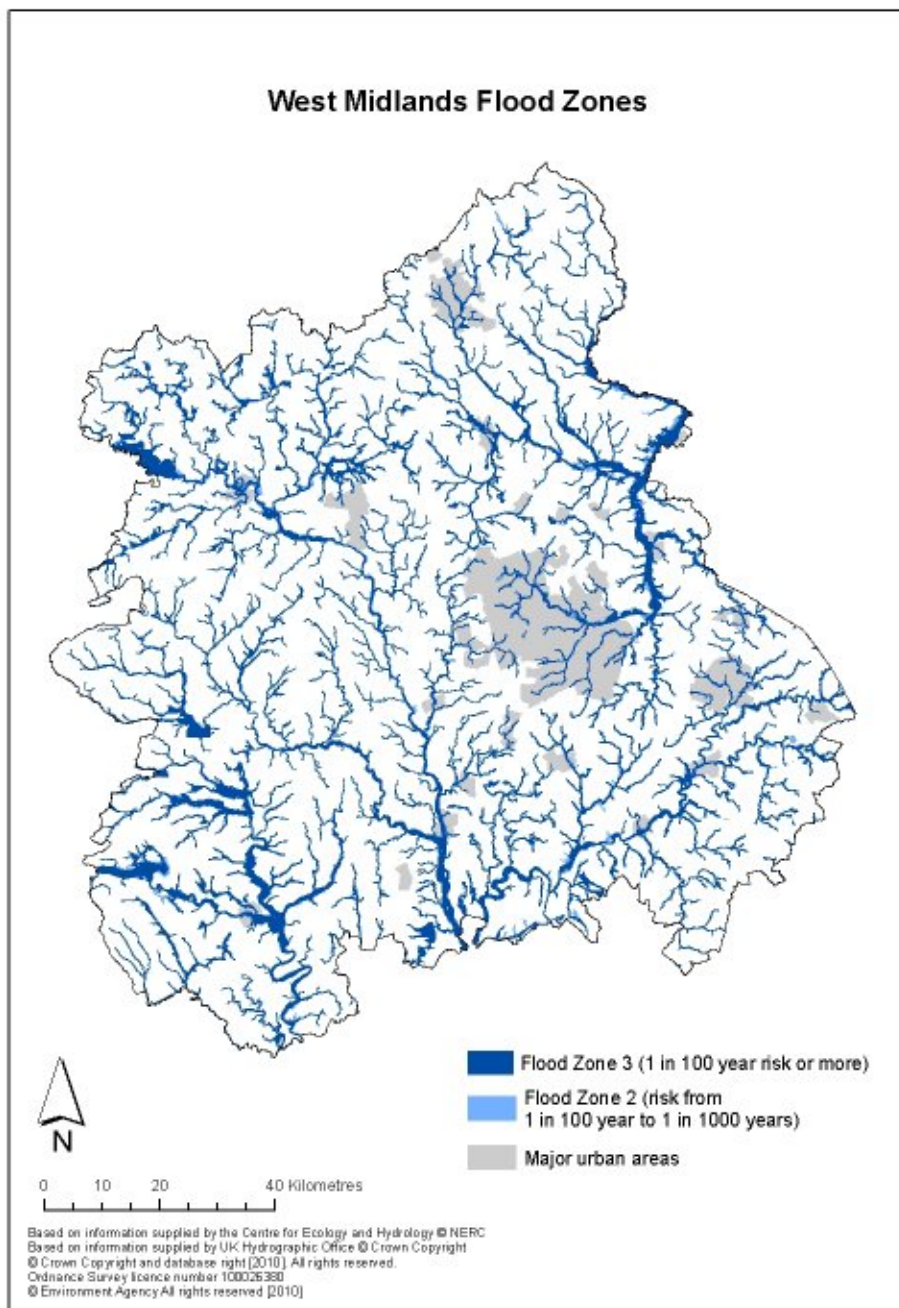 West Midlands Flood Zones
Flood Zone 3 (1 in 100 year risk or more)
Flood Zone 2 (risk from
1 in 100 year to 1 in 1000 years)
Major urban areas
N
0 10 20 40 Kilometres
Based on information supplied by the Centre for Ecology and Hydrology © NERC
Based on information supplied by UK Hydrographic Office © Crown Copyright
© Crown Copyright and database right [2010]. All rights reserved.
Ordnance Survey licence number 100026380
© Environment Agency All rights reserved [2010]